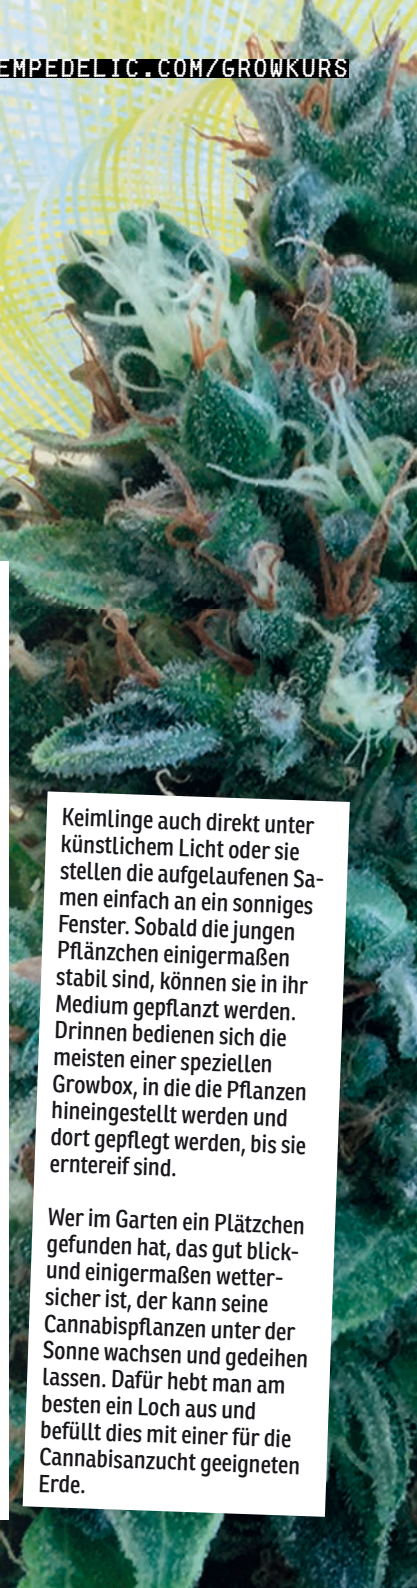 EMPEDELIC.COM/GROWKURS
Keimlinge auch direkt unter
künstlichem Licht oder sie
stellen die aufgelaufenen Sa-
men einfach an ein sonniges
Fenster. Sobald die jungen
Pflänzchen einigermaßen
stabil sind, können sie in ihr
Medium gepflanzt werden.
Drinnen bedienen sich die
meisten einer speziellen
Growbox, in die die Pflanzen
hineingestellt werden und
dort gepflegt werden, bis sie
erntereif sind.
Wer im Garten ein Plätzchen
gefunden hat, das gut blick-
und einigermaßen wetter-
sicher ist, der kann seine
Cannabispflanzen unter der
Sonne wachsen und gedeihen
lassen. Dafür hebt man am
besten ein Loch aus und
befüllt dies mit einer für die
Cannabisanzucht geeigneten
Erde.